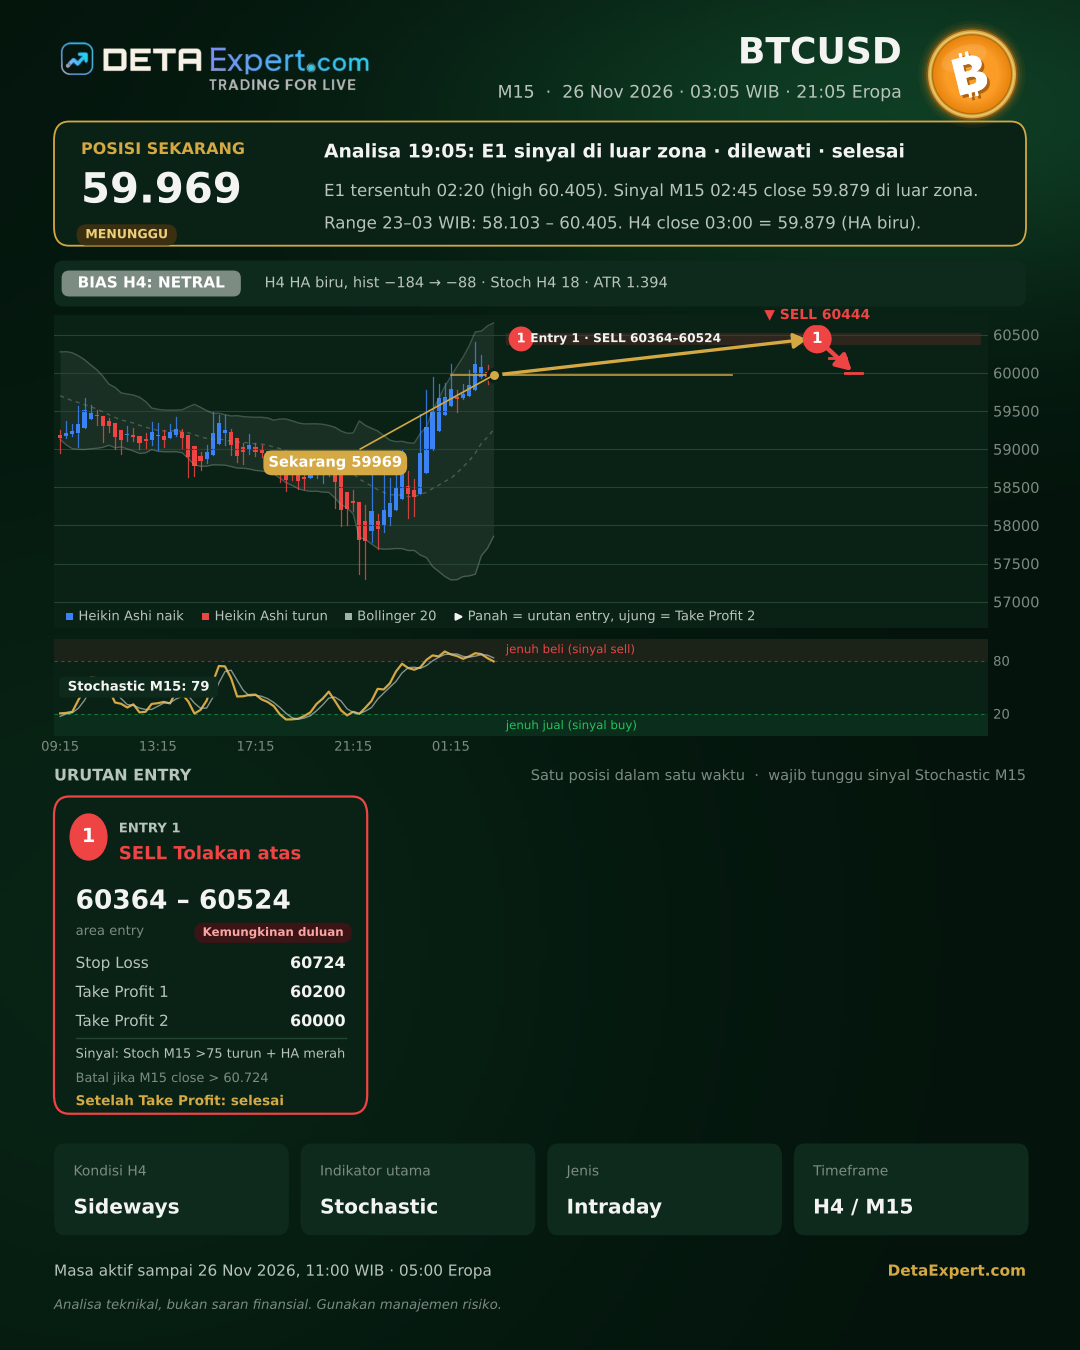 DETA Expert.com
TRADING FOR LIVE
BTCUSD
M15 · 26 Nov 2026 · 03:05 WIB · 21:05 Eropa
POSISI SEKARANG
59.969
MENUNGGU
Analisa 19:05: E1 sinyal di luar zona · dilewati · selesai
E1 tersentuh 02:20 (high 60.405). Sinyal M15 02:45 close 59.879 di luar zona.
Range 23–03 WIB: 58.103 – 60.405. H4 close 03:00 = 59.879 (HA biru).
BIAS H4: NETRAL
H4 HA biru, hist −184 → −88 · Stoch H4 18 · ATR 1.394
▼ SELL 60444
1 Entry 1 · SELL 60364–60524
1
Sekarang 59969
60500
60000
59500
59000
58500
58000
57500
57000
Heikin Ashi naik
Heikin Ashi turun
Bollinger 20
Panah = urutan entry, ujung = Take Profit 2
jenuh beli (sinyal sell)
80
Stochastic M15: 79
20
jenuh jual (sinyal buy)
09:15 13:15 17:15 21:15 01:15
URUTAN ENTRY
Satu posisi dalam satu waktu · wajib tunggu sinyal Stochastic M15
1
ENTRY 1
SELL Tolakan atas
60364 – 60524
area entry
Kemungkinan duluan
Stop Loss 60724
Take Profit 1 60200
Take Profit 2 60000
Sinyal: Stoch M15 >75 turun + HA merah
Batal jika M15 close > 60.724
Setelah Take Profit: selesai
Kondisi H4
Sideways
Indikator utama
Stochastic
Jenis
Intraday
Timeframe
H4 / M15
Masa aktif sampai 26 Nov 2026, 11:00 WIB · 05:00 Eropa
DetaExpert.com
Analisa teknikal, bukan saran finansial. Gunakan manajemen risiko.